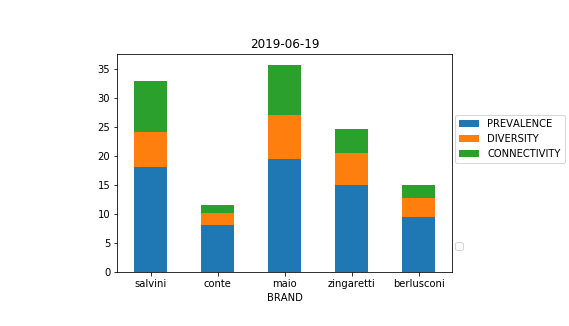 2019-06-19
35
30
25
20
15
10
5
0
salvini conte maio zingaretti berlusconi
BRAND
PREVALENCE
DIVERSITY
CONNECTIVITY